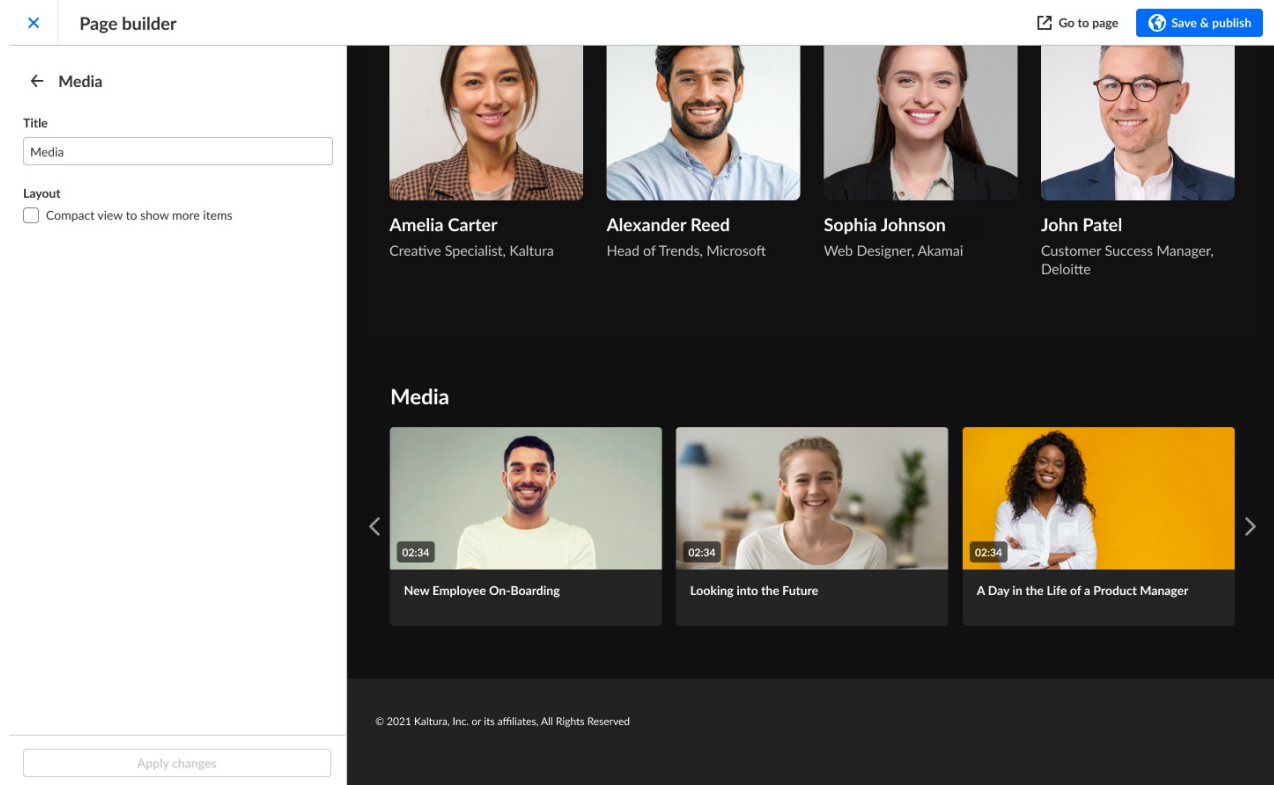 Page builder
Go to page
Save & publish
Media
Title
Media
Layout
Compact view to show more items
Apply changes
Amelia Carter
Creative Specialist, Kaltura
Alexander Reed
Head of Trends, Microsoft
Sophia Johnson
Web Designer, Akamai
John Patel
Customer Success Manager,
Deloitte
Media
02:34
New Employee On-Boarding
02:34
Looking into the Future
02:34
A Day in the Life of a Product Manager
© 2021 Kaltura, Inc. or its affiliates, All Rights Reserved